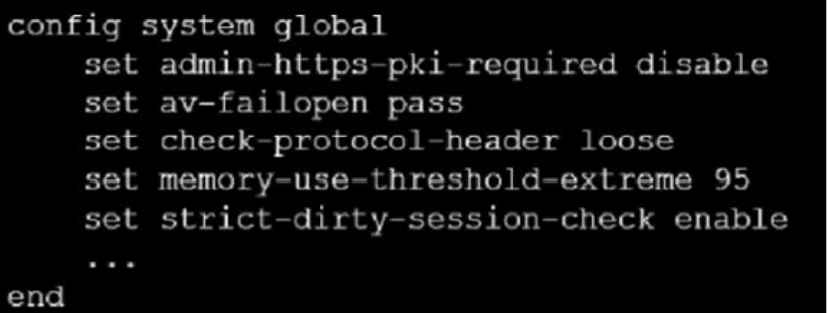 config system global
set admin-https-pki-required disable
set av-failopen pass
set check-protocol-header loose
set memory-use-threshold-extreme 95
set strict-dirty-session-check enable
...
end